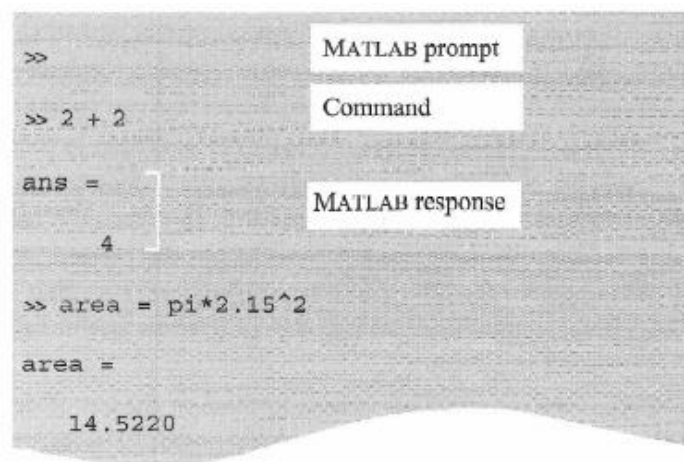 >> MATLAB prompt
>> 2 + 2 Command
ans =
MATLAB response
4
>> area = pi*2.15^2
area =
14.5220